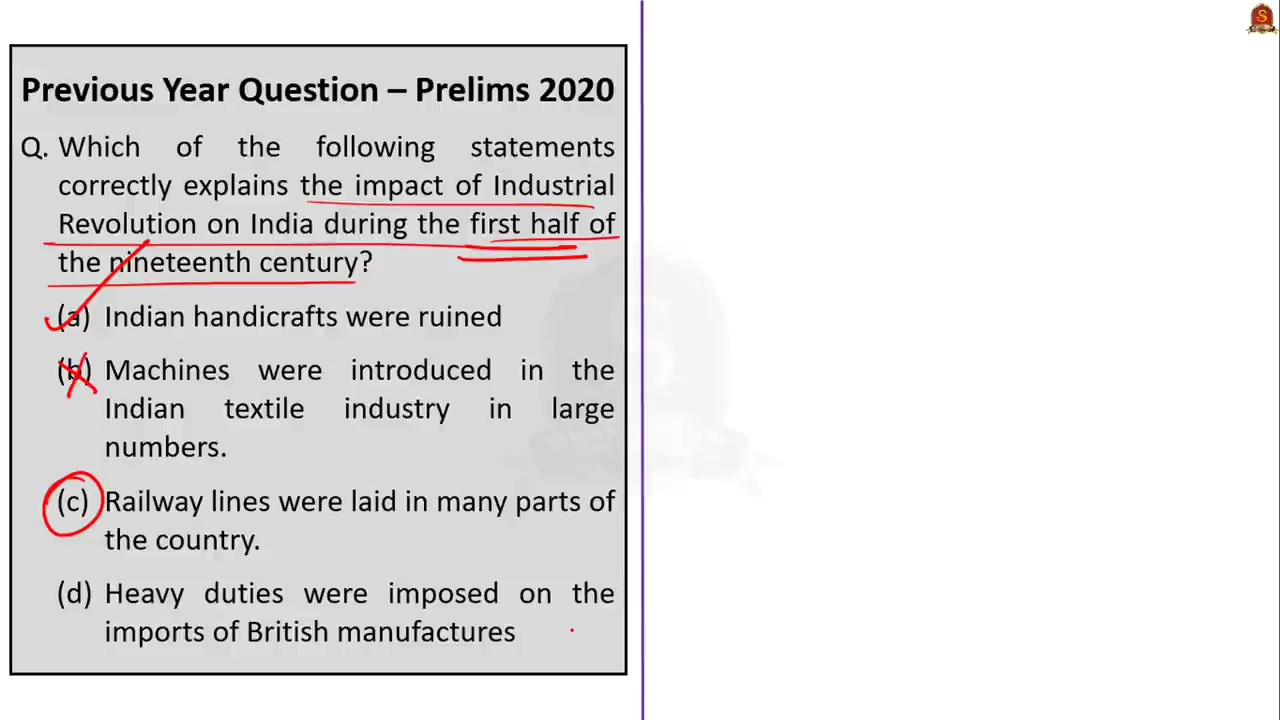 Previous Year Question – Prelims 2020
Q. Which of the following statements
correctly explains the impact of Industrial
Revolution on India during the first half of
the nineteenth century?
(a) Indian handicrafts were ruined
(b) Machines were introduced in the
Indian textile industry in large
numbers.
(c) Railway lines were laid in many parts of
the country.
(d) Heavy duties were imposed on the
imports of British manufactures